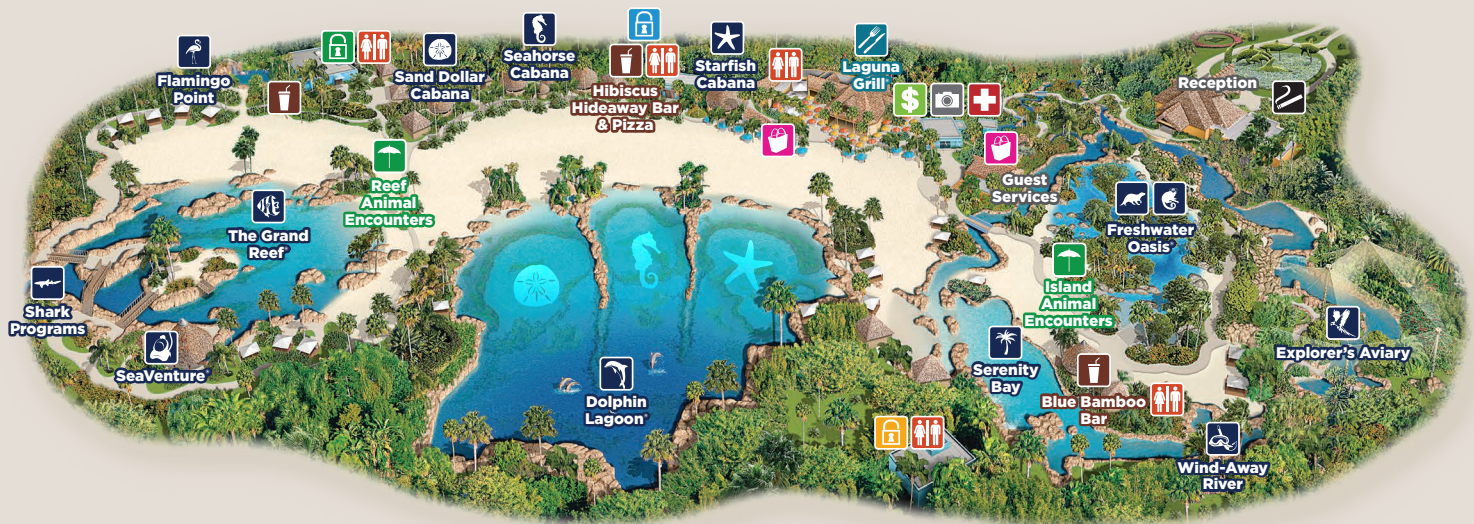 Flamingo
Point
Sand Dollar
Cabana
Seahorse
Cabana
Hibiscus
Hideaway Bar
& Pizza
Starfish
Cabana
Laguna
Grill
$
Reception
Reef
Animal
Encounters
Guest
Services
The Grand
Reef®
Freshwater
Oasis®
Shark
Programs
Island
Animal
Encounters
SeaVenture®
Dolphin
Lagoon®
Serenity
Bay
Explorer's Aviary
Blue Bamboo
Bar
Wind-Away
River